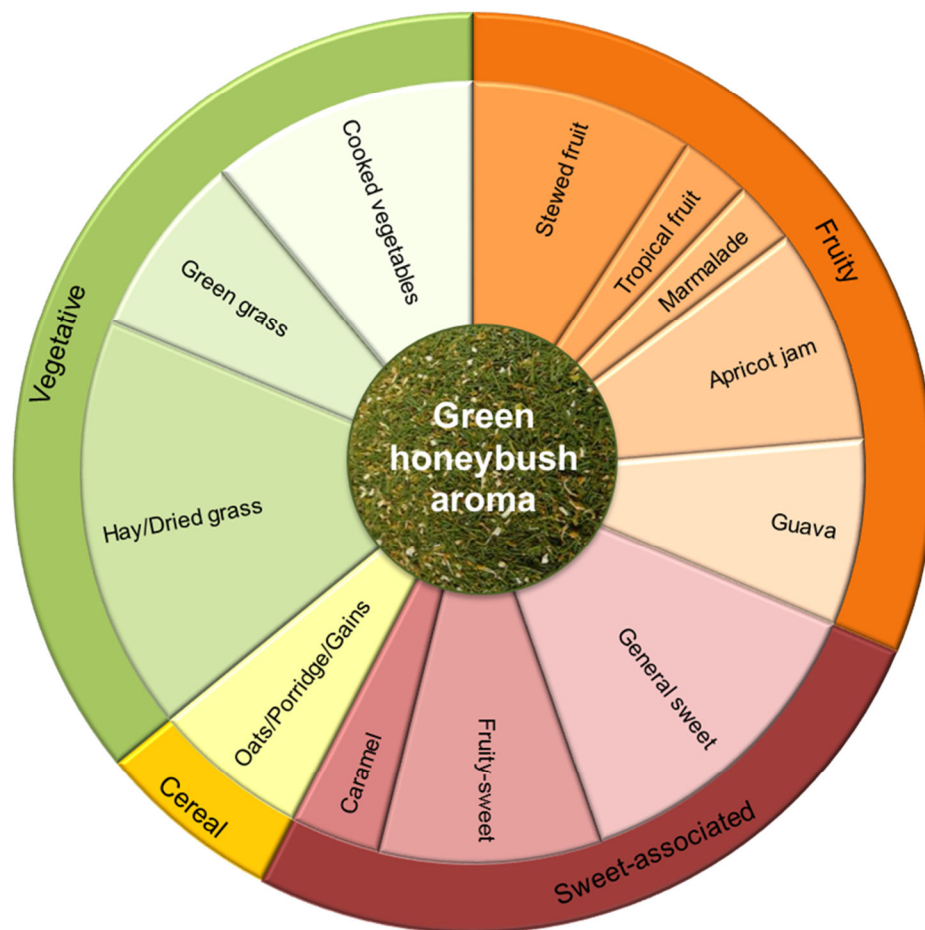 Green
honeybush
aroma
Fruity
Stewed fruit
Tropical fruit
Marmalade
Apricot jam
Guava
Sweet-associated
General sweet
Fruity-sweet
Caramel
Cereal
Oats/Porridge/Gains
Vegetative
Hay/Dried grass
Green grass
Cooked vegetables